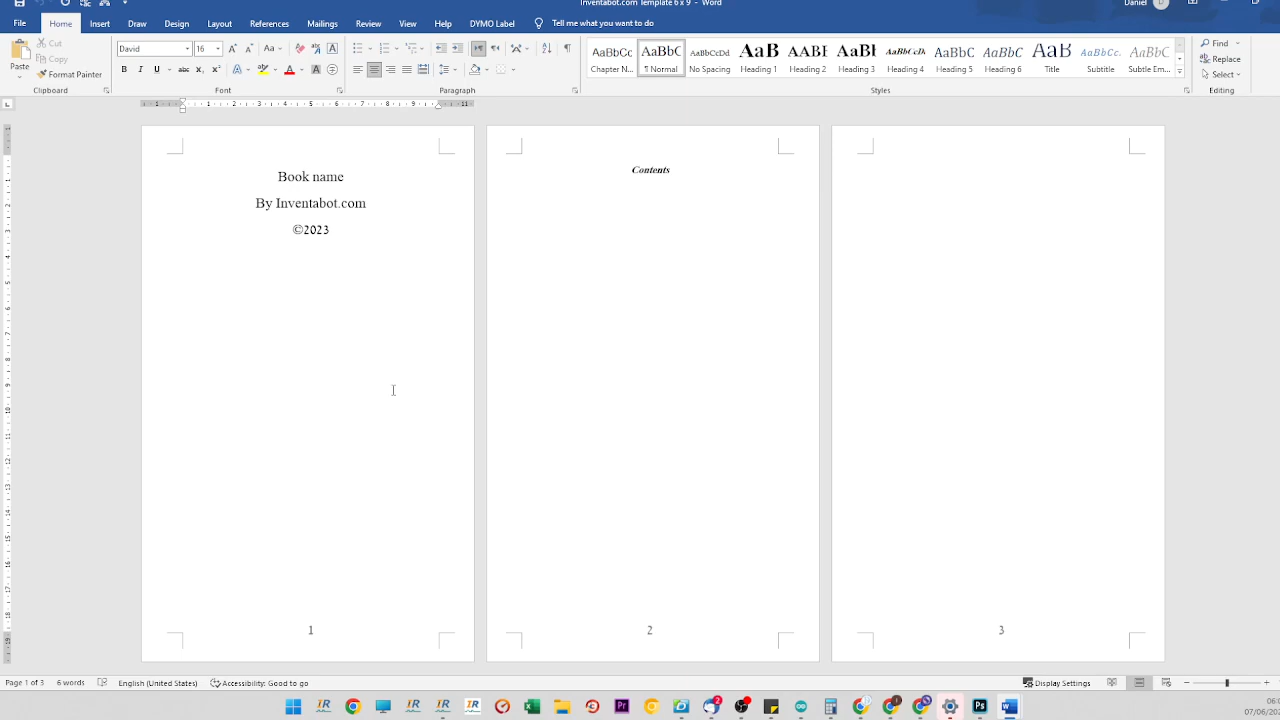 Inventabot.com Template 6 x 9 - Word
Daniel D
File Home Insert Draw Design Layout References Mailings Review View Help DYMO Label Tell me what you want to do
Paste
Cut
Copy
Format Painter
David 16
Clipboard Font Paragraph Styles Editing
AaBbCc Chapter N...
AaBbC ¶ Normal
AaBbCcDd No Spacing
AaB Heading 1
AABI Heading 2
AaBl Heading 3
AaBbCcD Heading 4
AaBbC Heading 5
AaBbC Heading 6
AaB Title
AaBbCc. Subtitle
AaBbC Subtle Em...
Find
Replace
Select
Book name
By Inventabot.com
©2023
1
Contents
2
3
Page 1 of 3 6 words English (United States) Accessibility: Good to go Display Settings